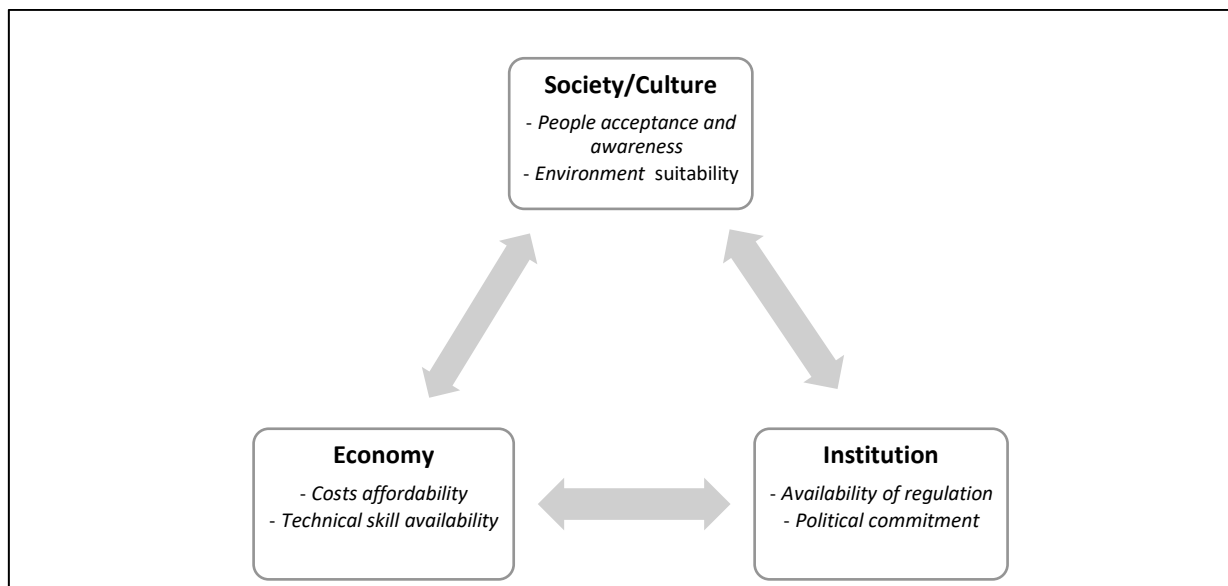 Society/Culture
- People acceptance and
awareness
- Environment suitability
Economy
- Costs affordability
- Technical skill availability
Institution
- Availability of regulation
- Political commitment